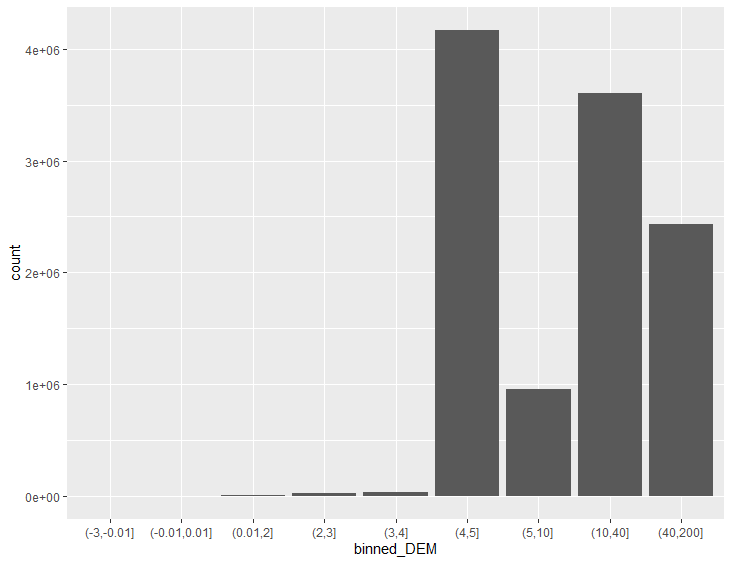 4e+06
3e+06
2e+06
1e+06
0e+00
count
(-3,-0.01] (-0.01,0.01] (0.01,2] (2,3] (3,4] (4,5] (5,10] (10,40] (40,200]
binned_DEM